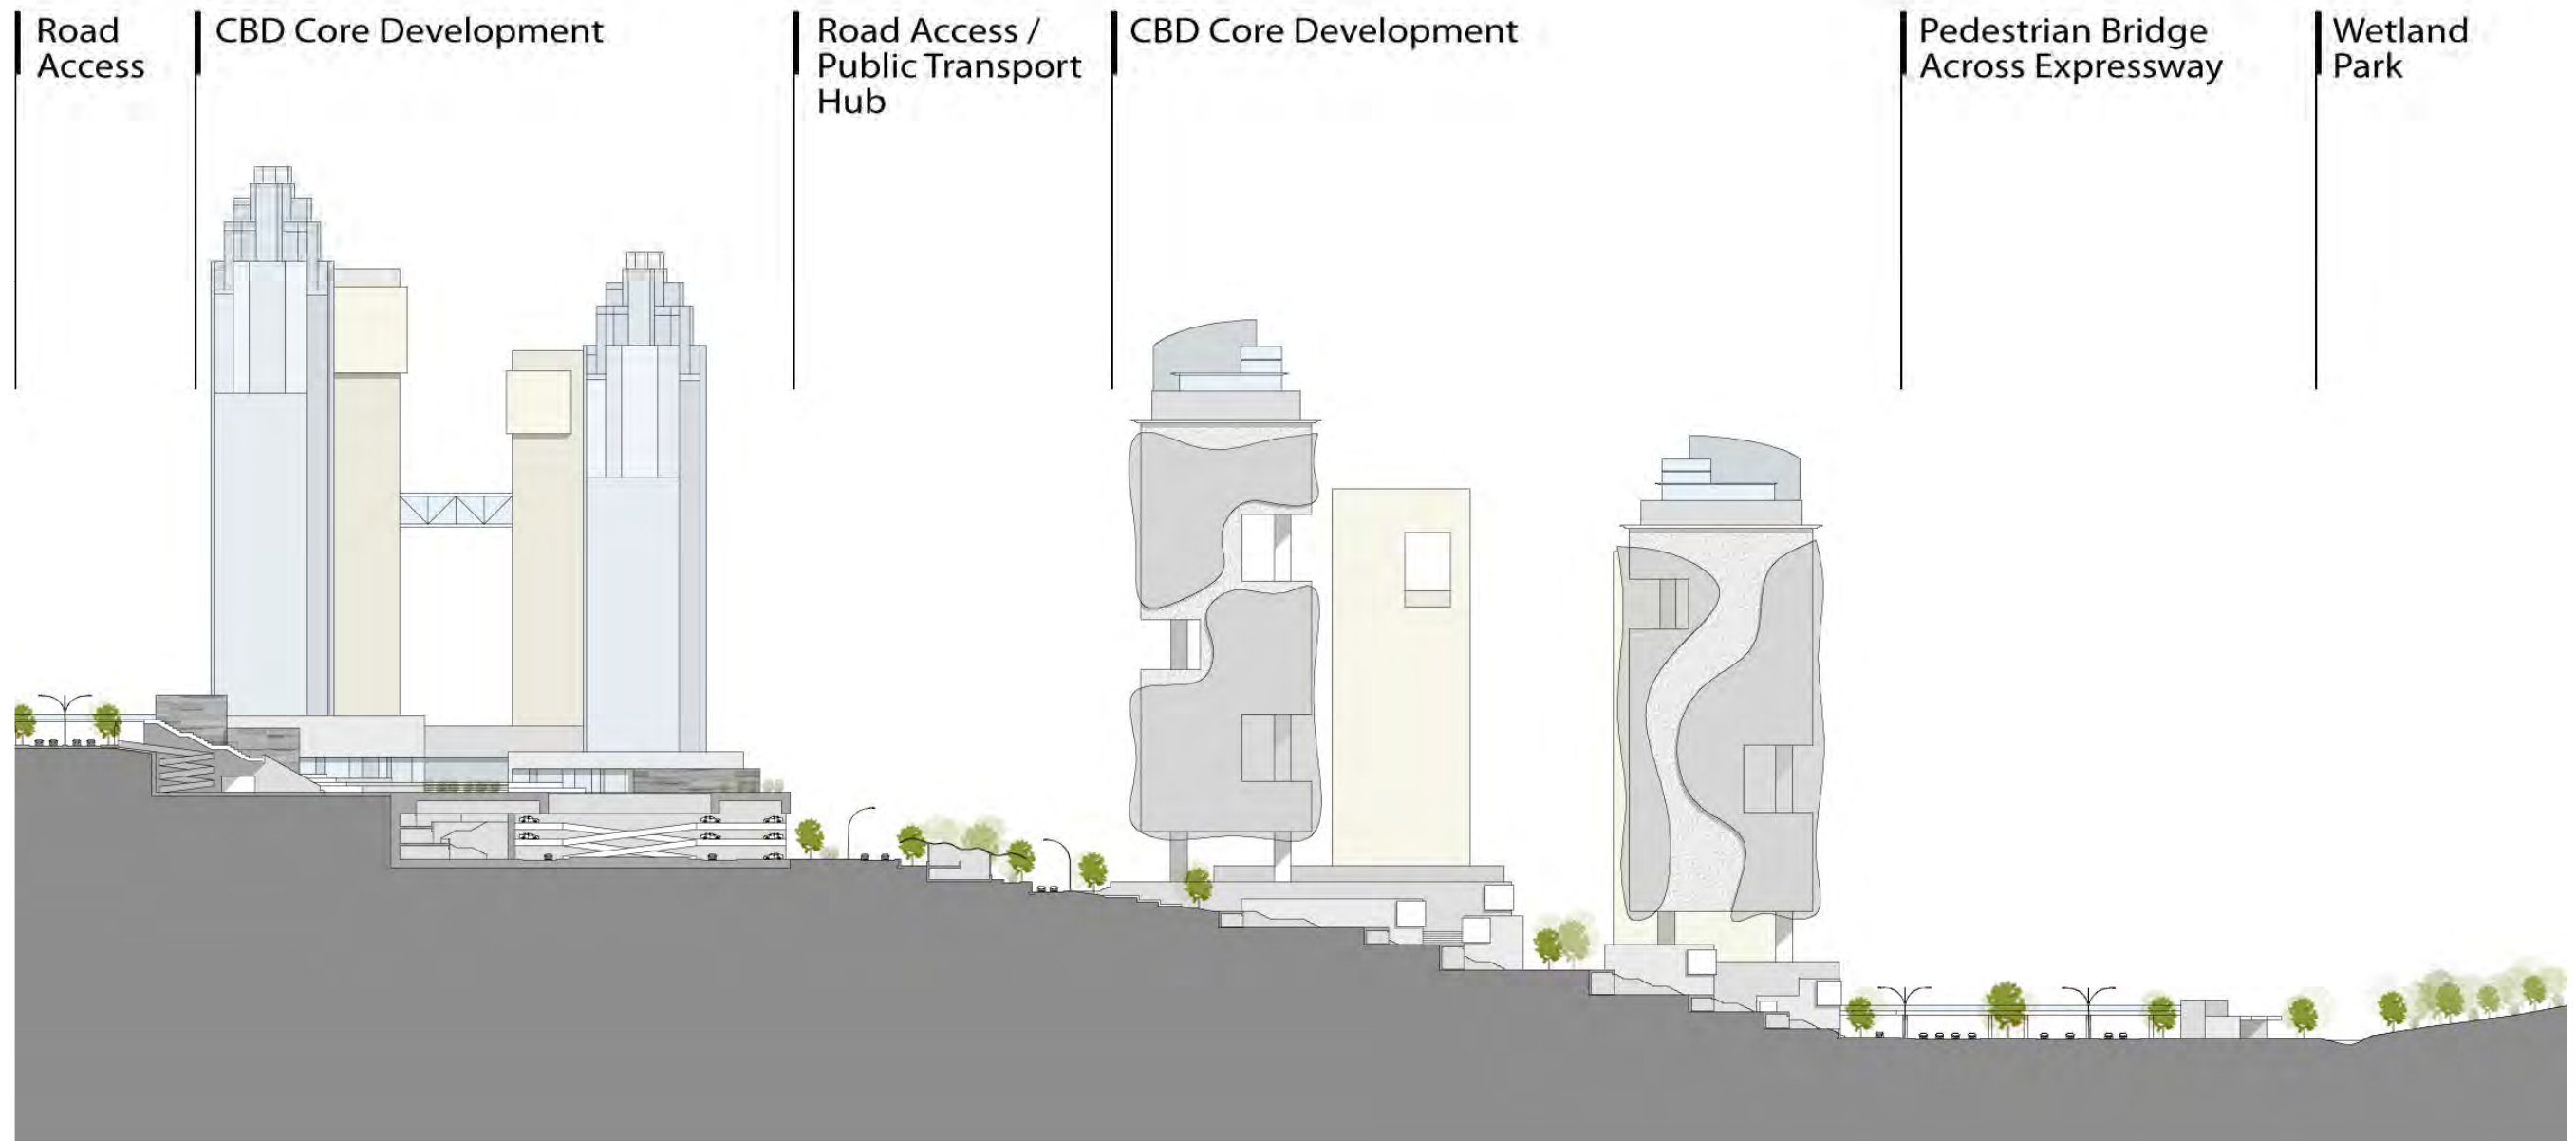 Road
Access
CBD Core Development
Road Access /
Public Transport
Hub
CBD Core Development
Pedestrian Bridge
Across Expressway
Wetland
Park